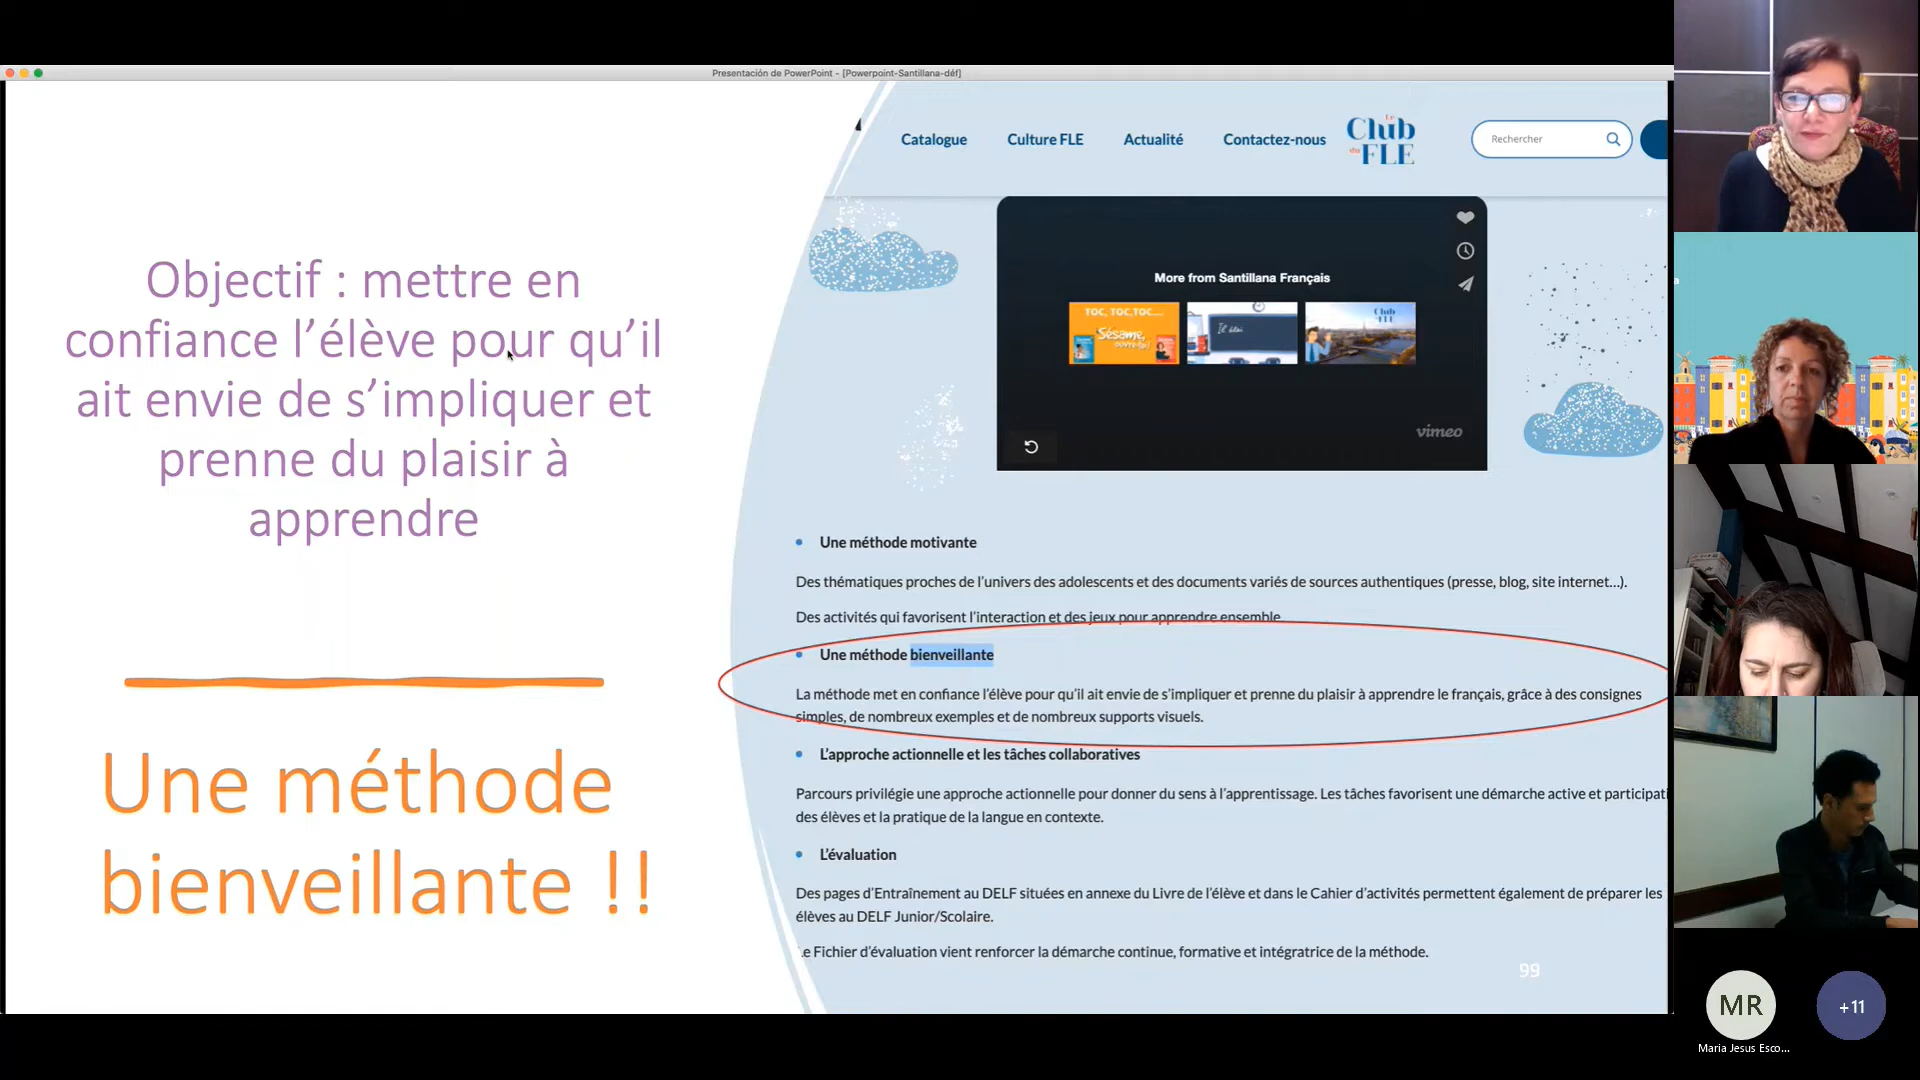 Presentación de PowerPoint - [Powerpoint-Santillana-déf]
Objectif : mettre en
confiance l’élève pour qu’il
ait envie de s’impliquer et
prenne du plaisir à
apprendre
Une méthode
bienveillante !!
Catalogue
Culture FLE
Actualité
Contactez-nous
Le
Club
du FLE
Rechercher
More from Santillana Français
TOC, TOC, TOC....
Sésame,
ouvre-toi !
Club
FLE
vimeo
Une méthode motivante
Des thématiques proches de l’univers des adolescents et des documents variés de sources authentiques (presse, blog, site internet…).
Des activités qui favorisent l’interaction et des jeux pour apprendre ensemble.
Une méthode bienveillante
La méthode met en confiance l’élève pour qu’il ait envie de s’impliquer et prenne du plaisir à apprendre le français, grâce à des consignes
simples, de nombreux exemples et de nombreux supports visuels.
L’approche actionnelle et les tâches collaboratives
Parcours privilégie une approche actionnelle pour donner du sens à l’apprentissage. Les tâches favorisent une démarche active et participati
des élèves et la pratique de la langue en contexte.
L’évaluation
Des pages d’Entraînement au DELF situées en annexe du Livre de l’élève et dans le Cahier d’activités permettent également de préparer les
élèves au DELF Junior/Scolaire.
Le Fichier d’évaluation vient renforcer la démarche continue, formative et intégratrice de la méthode.
99
MR
+11
Maria Jesus Esco...